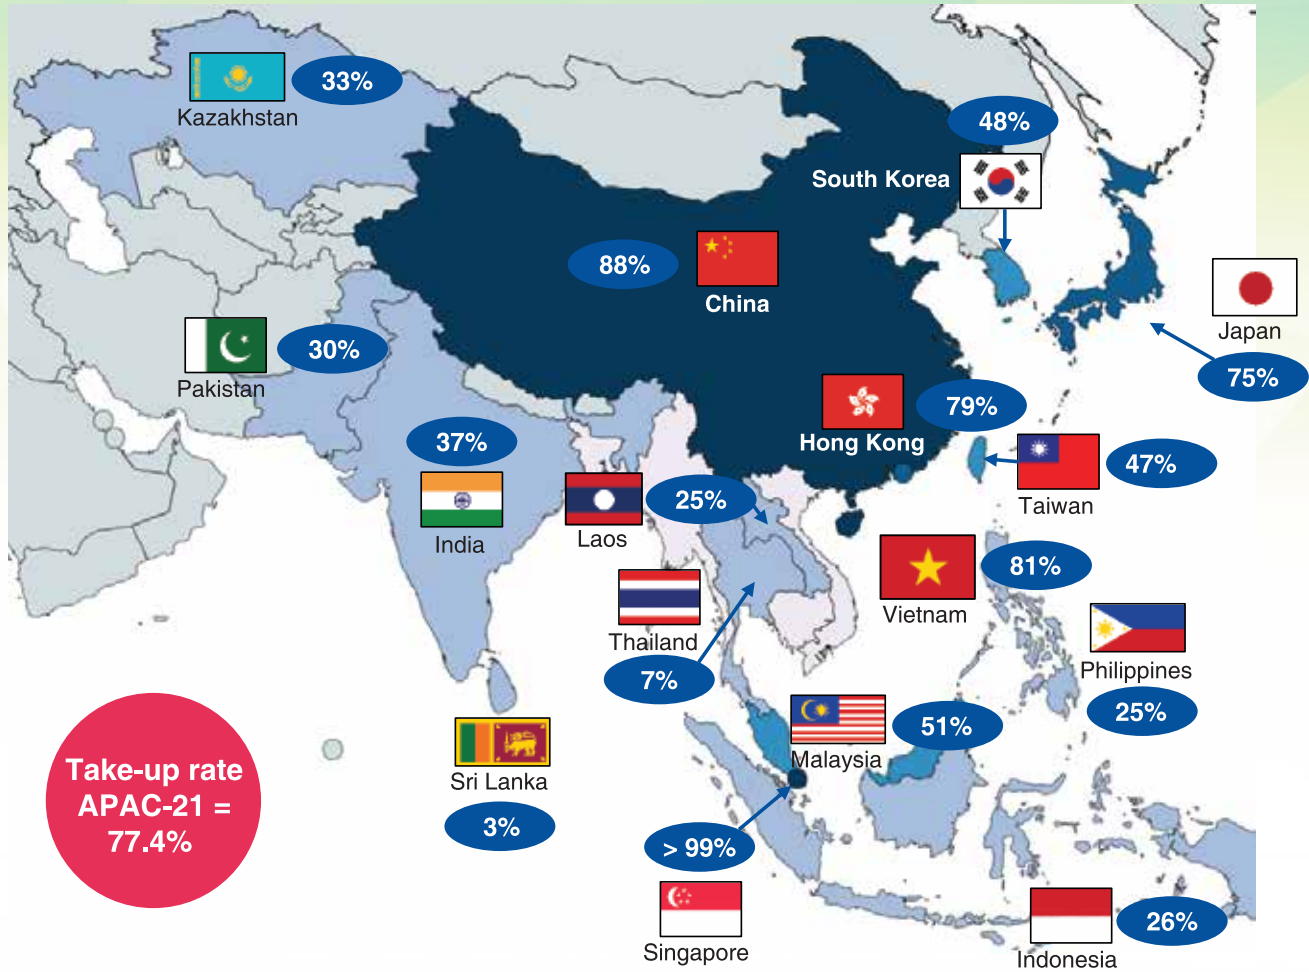 Kazakhstan
33%
48%
South Korea
88%
China
Japan
75%
Pakistan
30%
37%
India
Hong Kong
79%
Taiwan
47%
Laos
25%
Vietnam
81%
Thailand
7%
Philippines
25%
Malaysia
51%
Sri Lanka
3%
> 99%
Singapore
Indonesia
26%
Take-up rate
APAC-21 =
77.4%